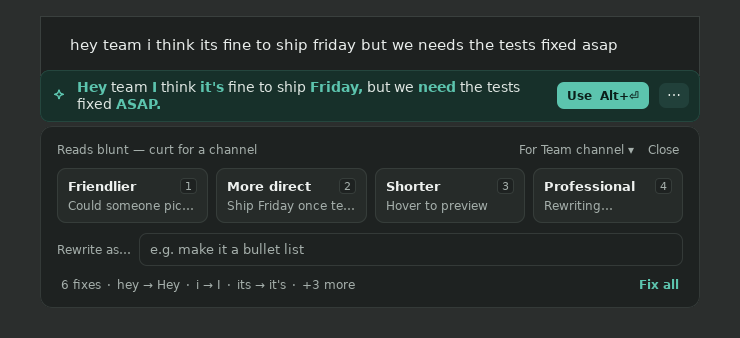 hey team i think its fine to ship friday but we needs the tests fixed asap
Hey team I think it's fine to ship Friday, but we need the tests
fixed ASAP.
Use Alt+⏎
⋯
Reads blunt — curt for a channel
For Team channel ▾
Close
Friendlier 1
Could someone pic…
More direct 2
Ship Friday once te…
Shorter 3
Hover to preview
Professional 4
Rewriting…
Rewrite as…
e.g. make it a bullet list
6 fixes · hey → Hey · i → I · its → it's · +3 more
Fix all